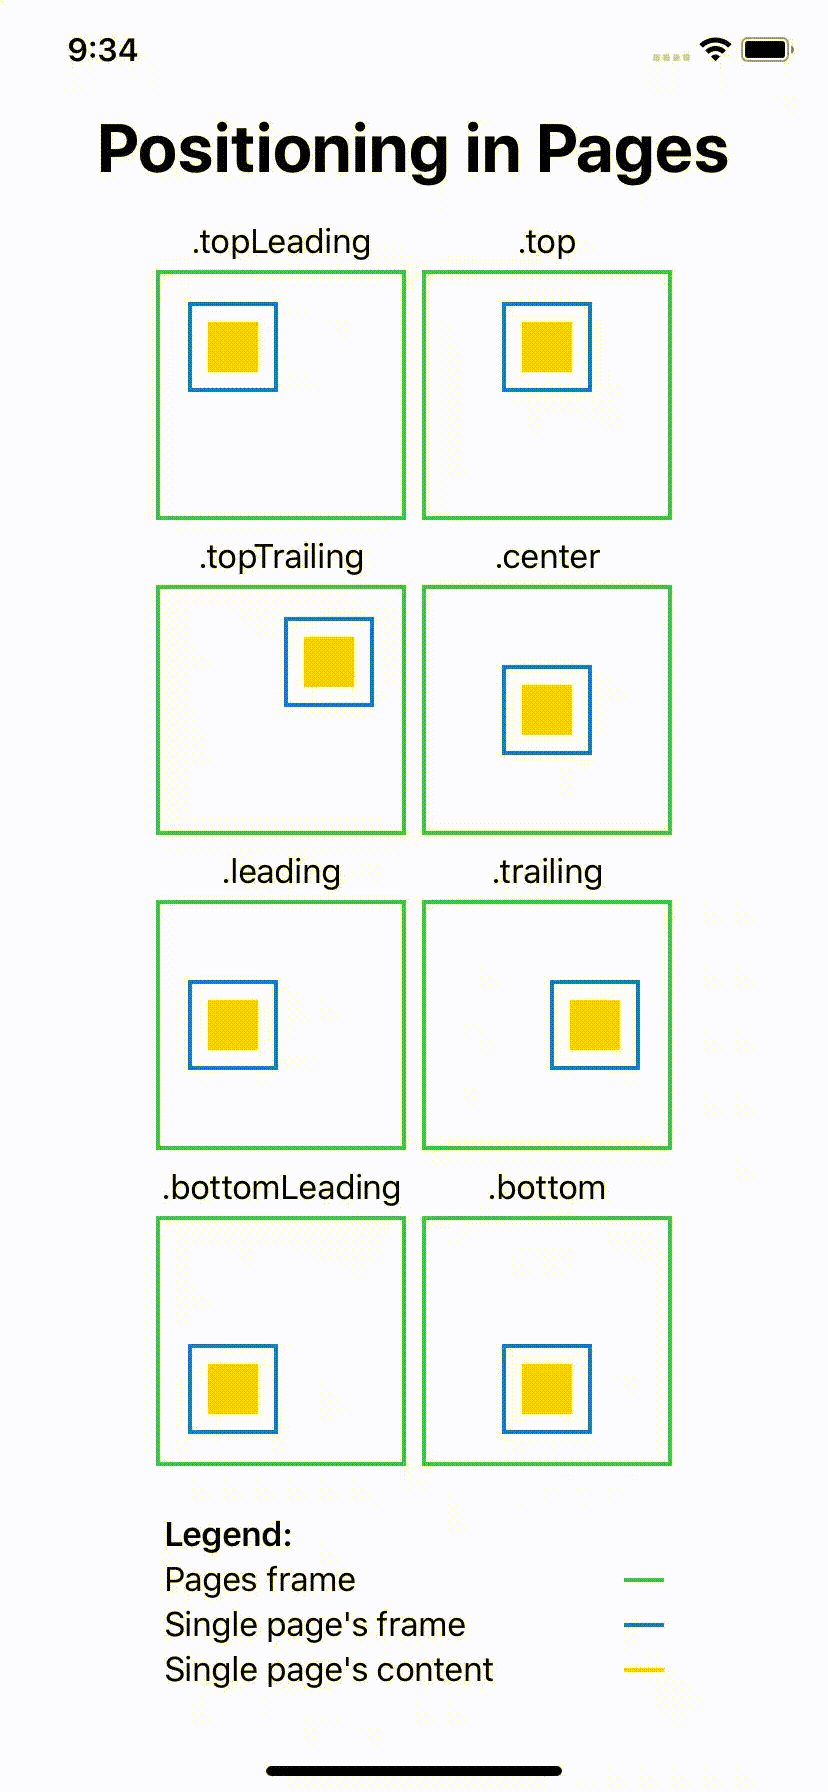 9:34
Positioning in Pages
.topLeading .top
.topTrailing .center
.leading .trailing
.bottomLeading .bottom
Legend:
Pages frame
Single page's frame
Single page's content